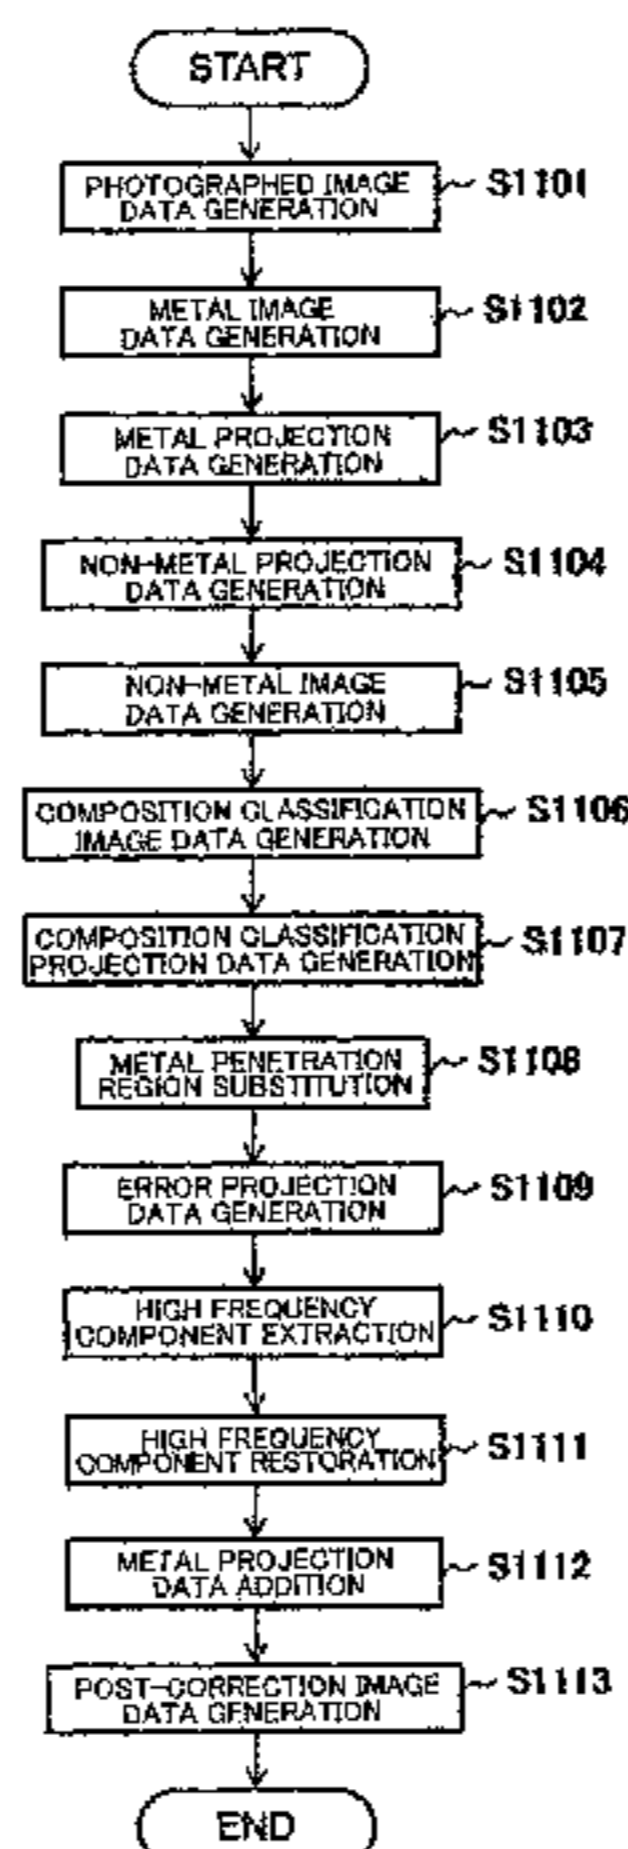 START
PHOTOGRAPHED IMAGE
DATA GENERATION
S1101
METAL IMAGE
DATA GENERATION
S1102
METAL PROJECTION
DATA GENERATION
S1103
NON-METAL PROJECTION
DATA GENERATION
S1104
NON-METAL IMAGE
DATA GENERATION
S1105
COMPOSITION CLASSIFICATION
IMAGE DATA GENERATION
S1106
COMPOSITION CLASSIFICATION
PROJECTION DATA GENERATION
S1107
METAL PENETRATION
REGION SUBSTITUTION
S1108
ERROR PROJECTION
DATA GENERATION
S1109
HIGH FREQUENCY
COMPONENT EXTRACTION
S1110
HIGH FREQUENCY
COMPONENT RESTORATION
S1111
METAL PROJECTION
DATA ADDITION
S1112
POST-CORRECTION IMAGE
DATA GENERATION
S1113
END